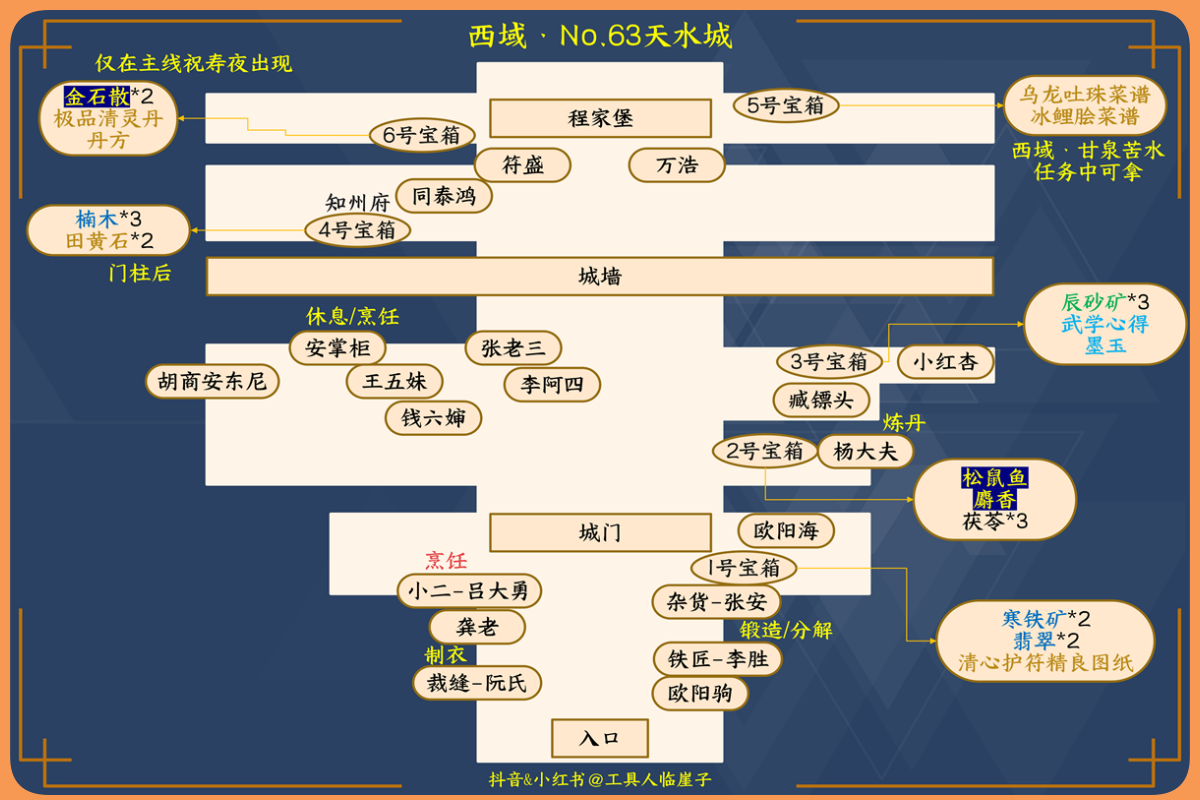 西域·No.63天水城
仅在主线祝寿夜出现
金石散*2
极品清灵丹
丹方
6号宝箱
程家堡
5号宝箱
乌龙吐珠菜谱
冰鲤脍菜谱
西域·甘泉苦水
任务中可拿
符盛
万浩
知州府
同泰鸿
4号宝箱
楠木*3
田黄石*2
门柱后
城墙
休息/烹饪
安掌柜
胡商安东尼
王五妹
钱六婶
张老三
李阿四
3号宝箱
小红杏
臧镖头
辰砂矿*3
武学心得
墨玉
炼丹
2号宝箱
杨大夫
松鼠鱼
麝香
茯苓*3
城门
欧阳海
烹饪
小二-吕大勇
龚老
制衣
裁缝-阮氏
1号宝箱
杂货-张安
锻造/分解
铁匠-李胜
欧阳驹
寒铁矿*2
翡翠*2
清心护符精良图纸
入口
抖音&小红书@工具人临崖子